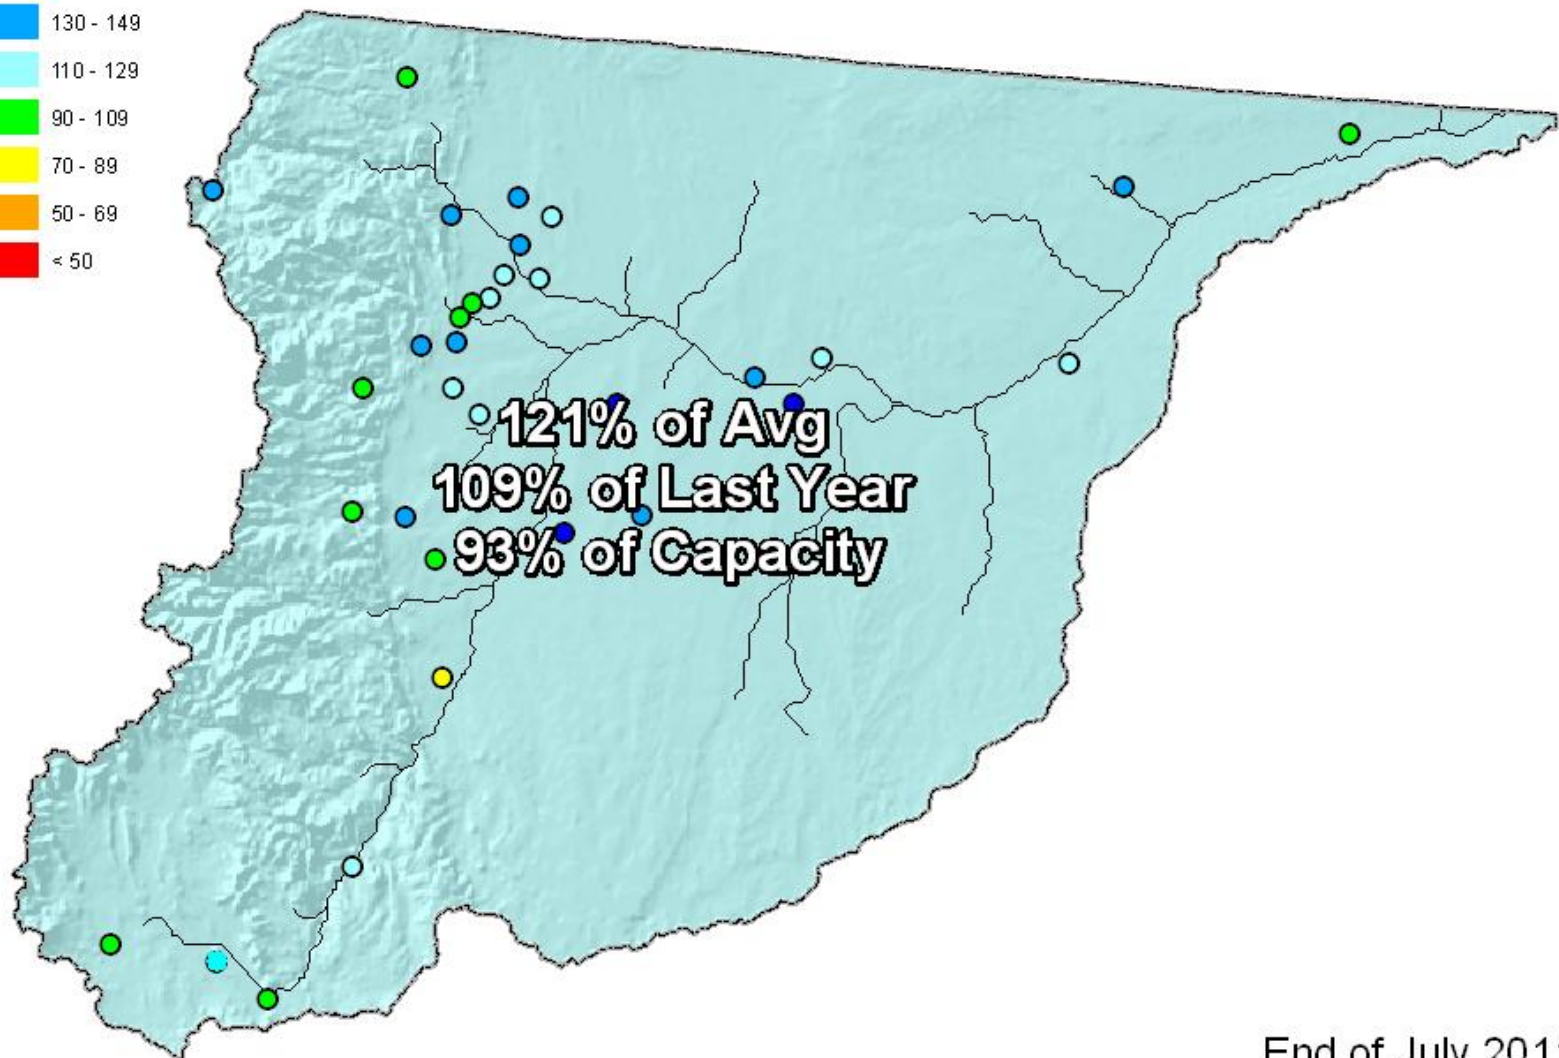 130 - 149
110 - 129
90 - 109
70 - 89
50 - 69
< 50
121% of Avg
109% of Last Year
93% of Capacity
End of July